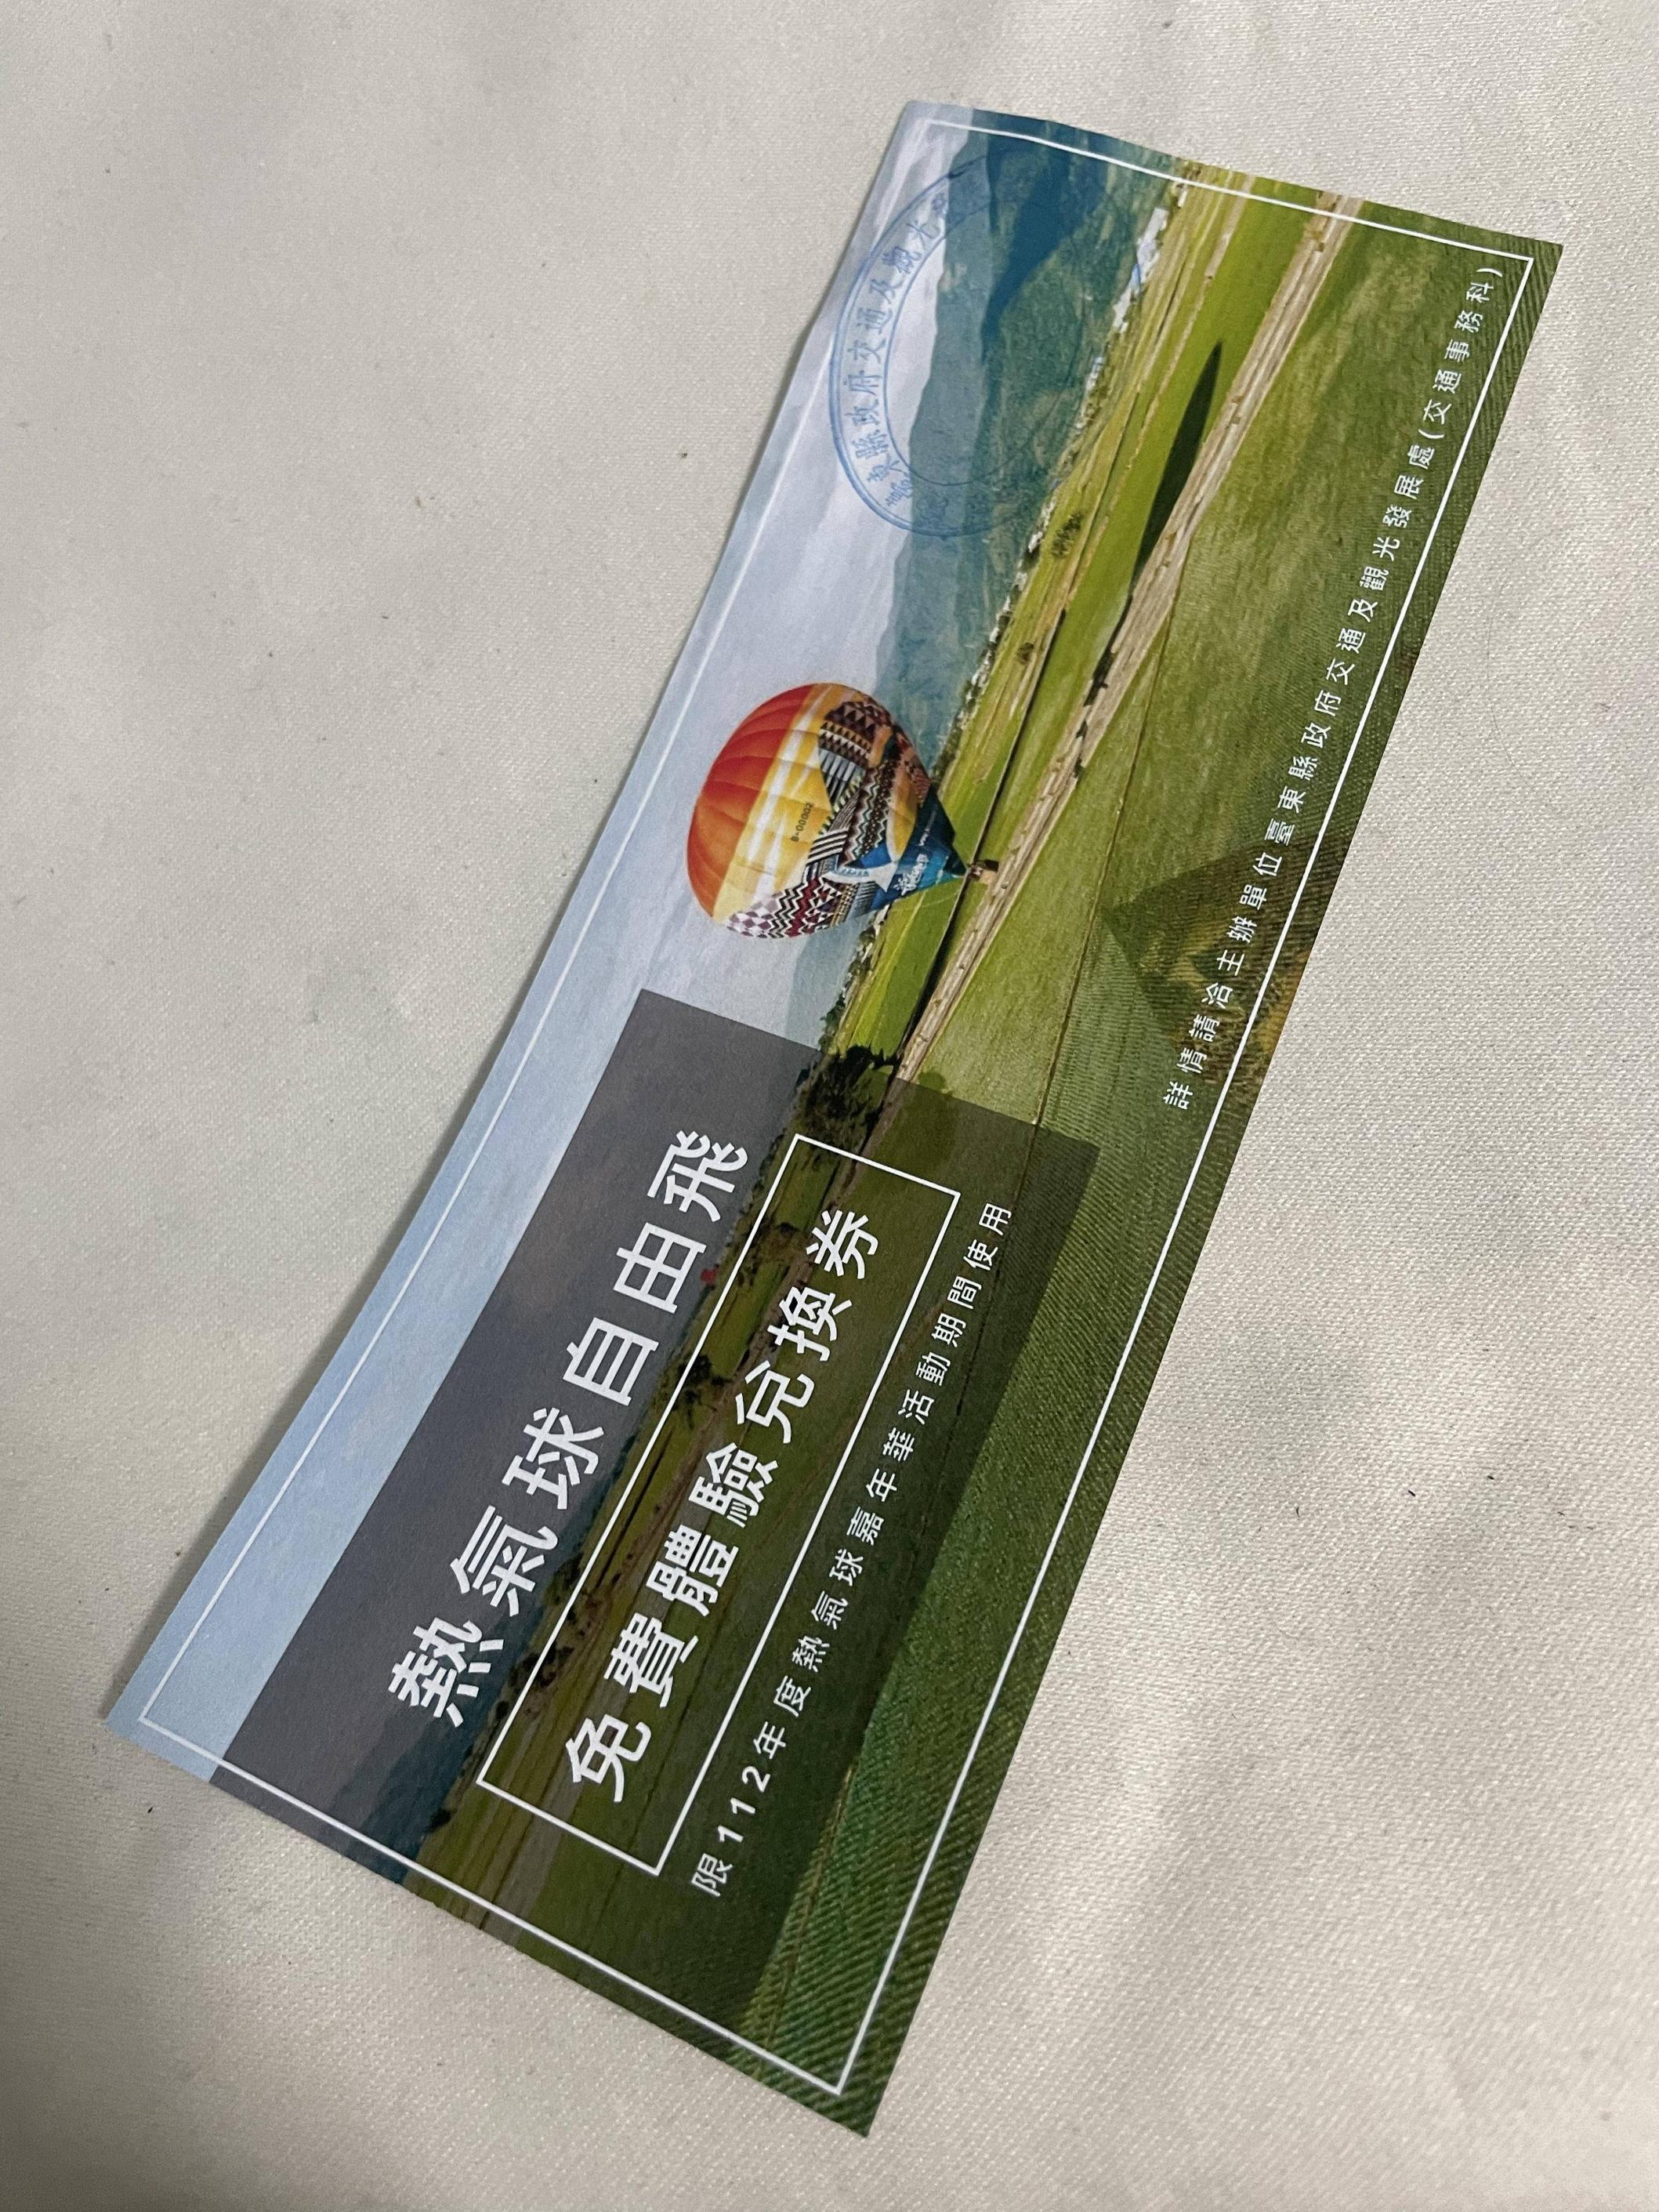 熱氣球自由飛
免費體驗兌換券
限112年度熱氣球嘉年華活動期間使用
B-00002
詳情請洽主辦單位臺東縣政府交通及觀光發展處(交通事務科)
東縣政府交通及觀光